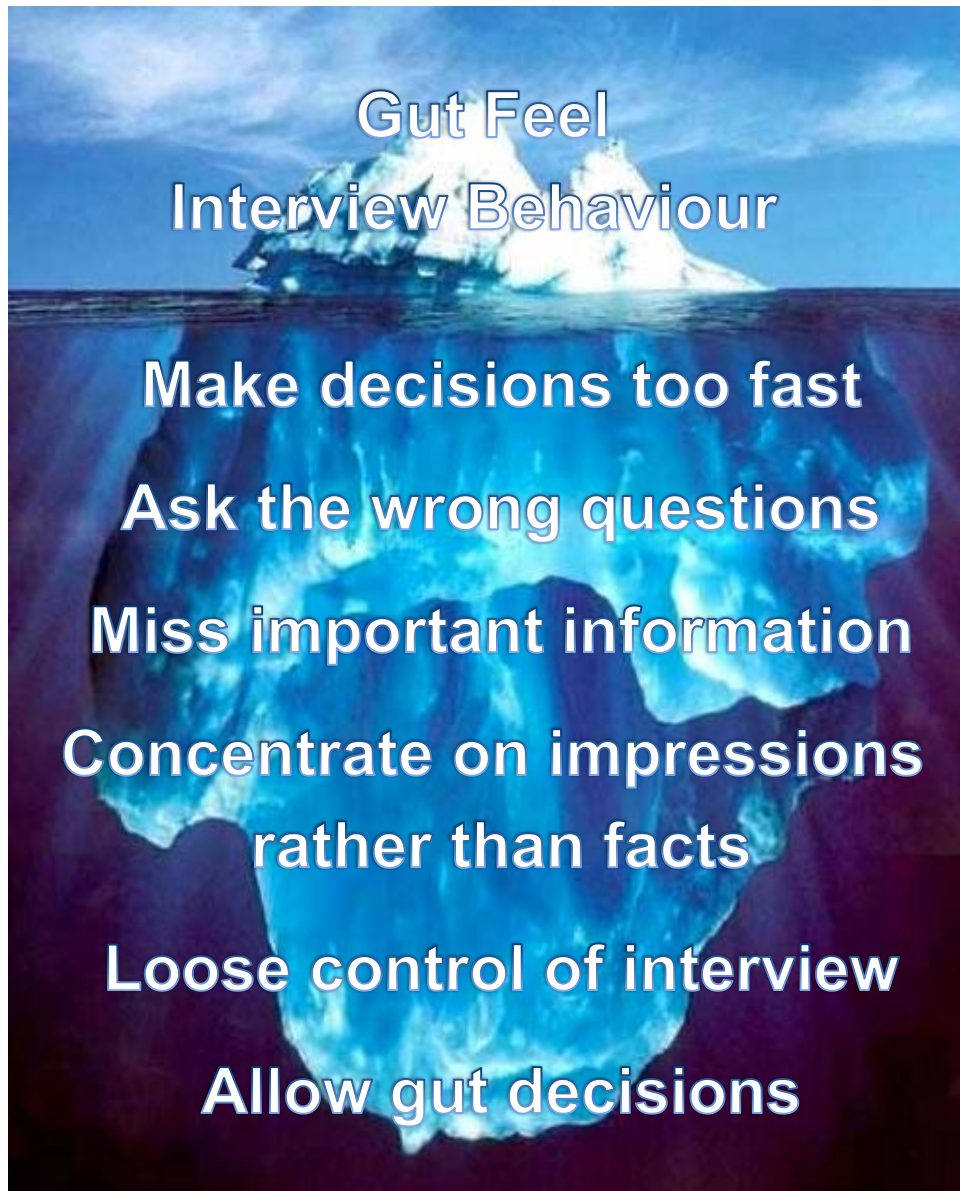 Gut Feel
Interview Behaviour
Make decisions too fast
Ask the wrong questions
Miss important information
Concentrate on impressions
rather than facts
Loose control of interview
Allow gut decisions